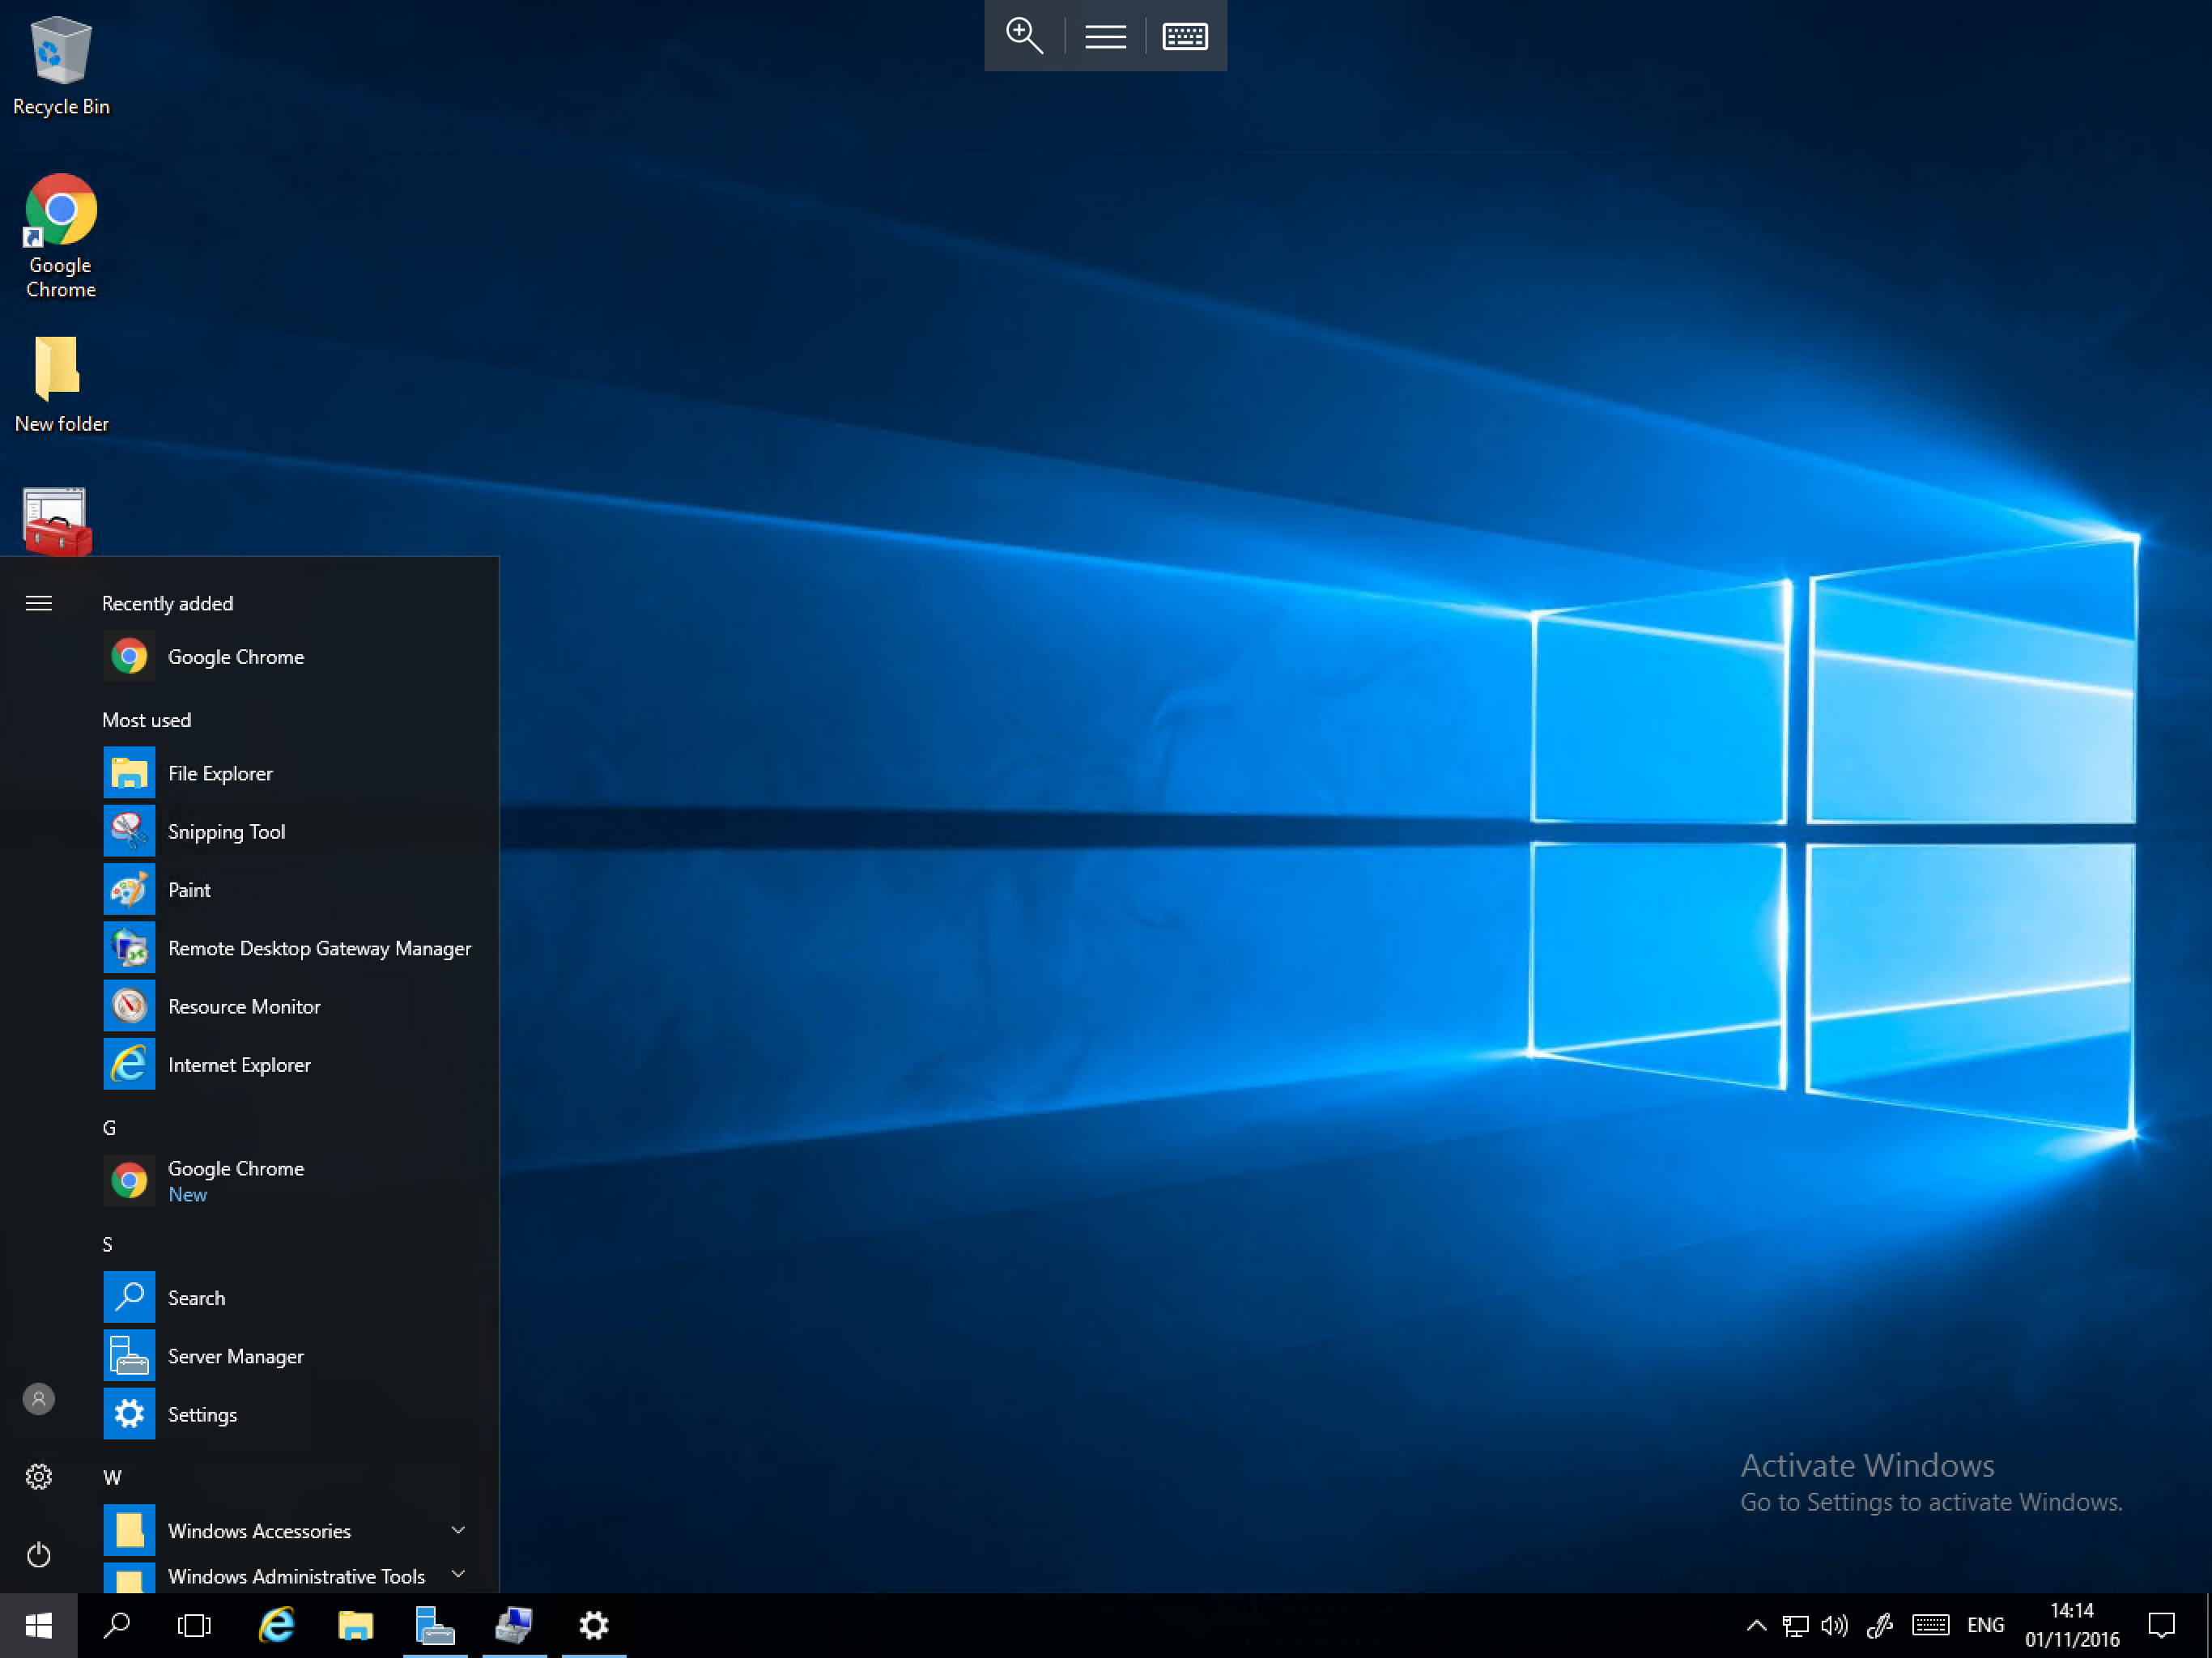 Recycle Bin
Google
Chrome
New folder
Recently added
Google Chrome
Most used
File Explorer
Snipping Tool
Paint
Remote Desktop Gateway Manager
Resource Monitor
Internet Explorer
G
Google Chrome
New
S
Search
Server Manager
Settings
W
Windows Accessories
Windows Administrative Tools
Activate Windows
Go to Settings to activate Windows.
ENG
14:14
01/11/2016